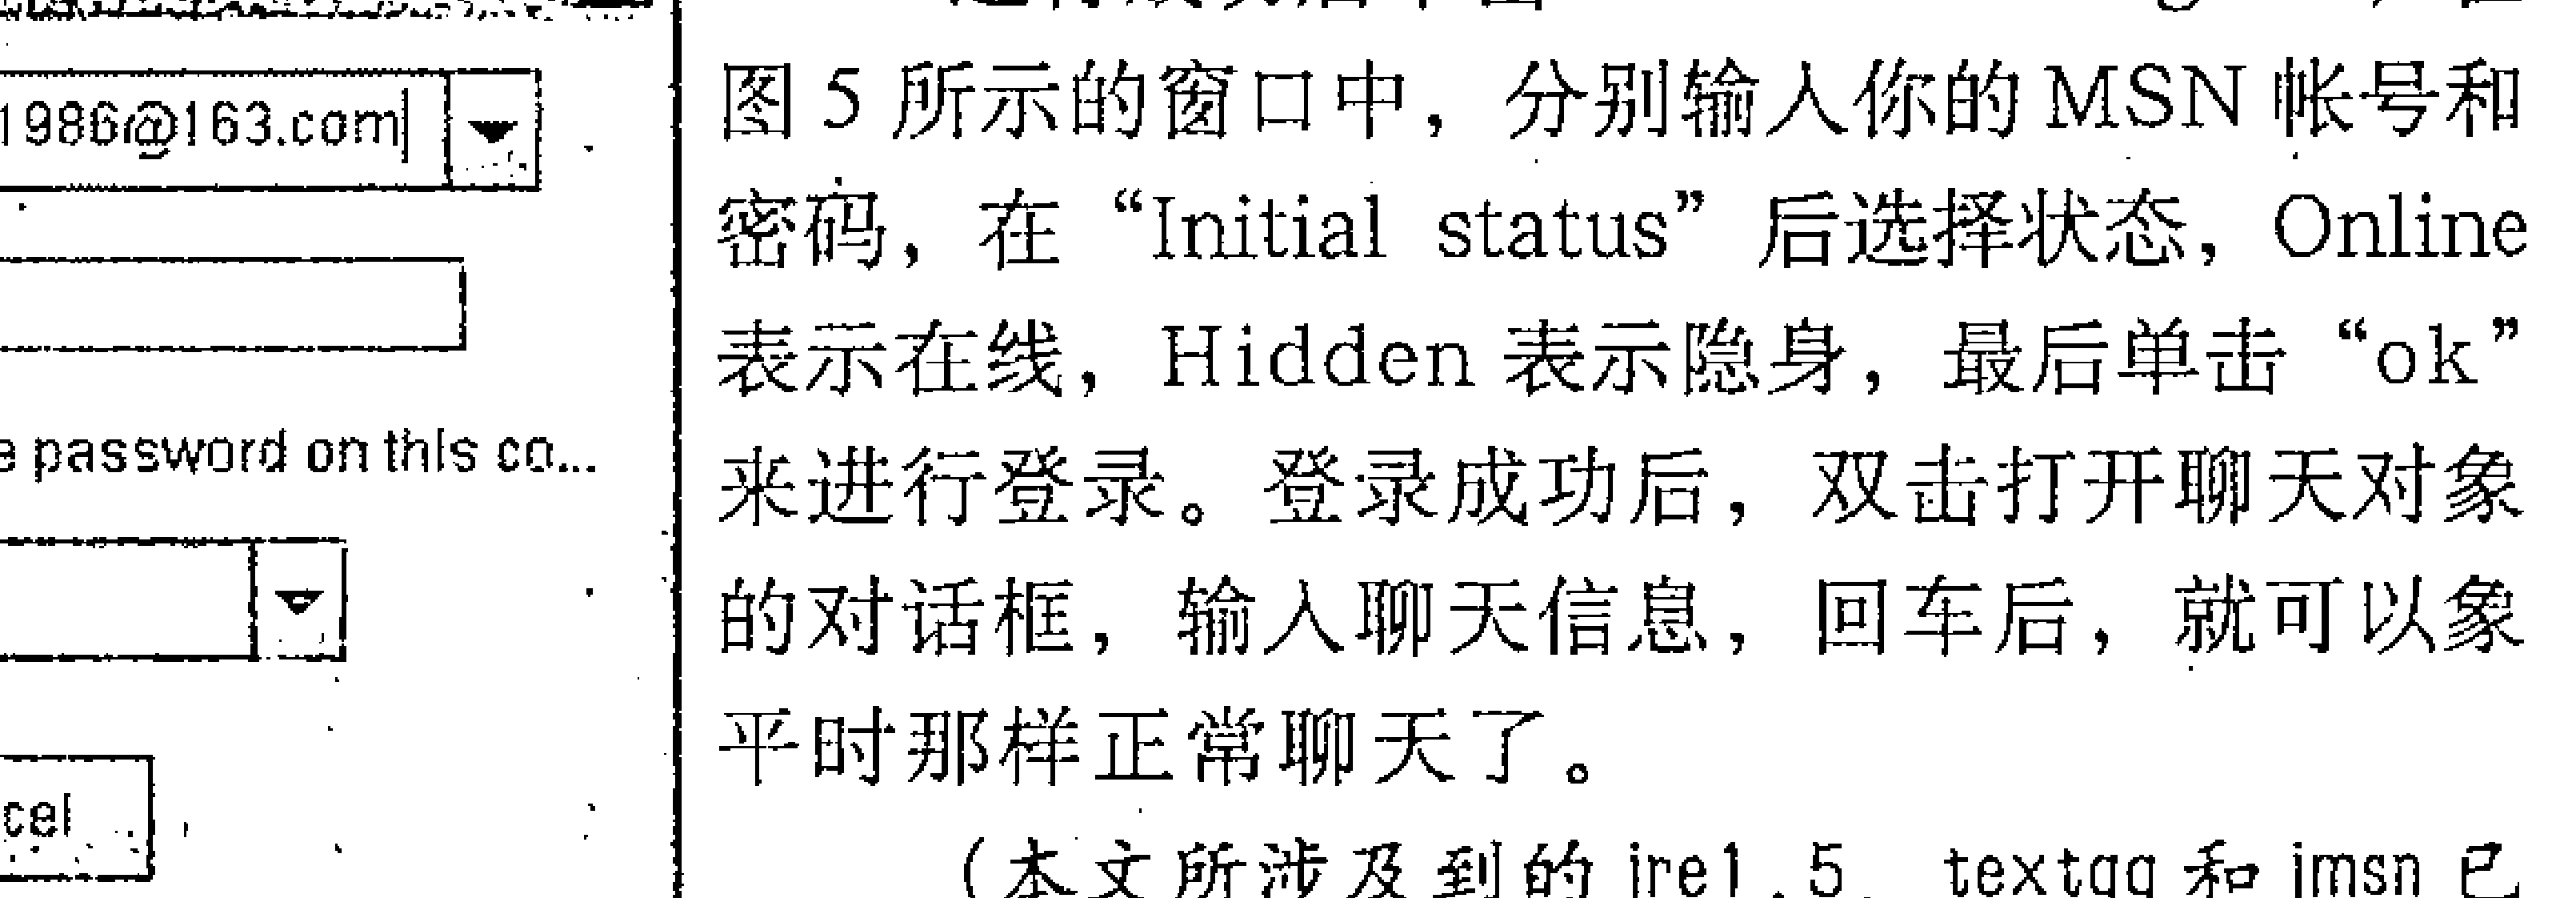 1986@163.com
password on this co...
cel
图 5 所示的窗口中，分别输入你的 MSN 帐号和
密码，在“Initial status”后选择状态，Online
表示在线，Hidden 表示隐身，最后单击“ok”
来进行登录。登录成功后，双击打开聊天对象
的对话框，输入聊天信息，回车后，就可以象
平时那样正常聊天了。
（本文所涉及到的 jre1.5、textqq 和 jmsn 已